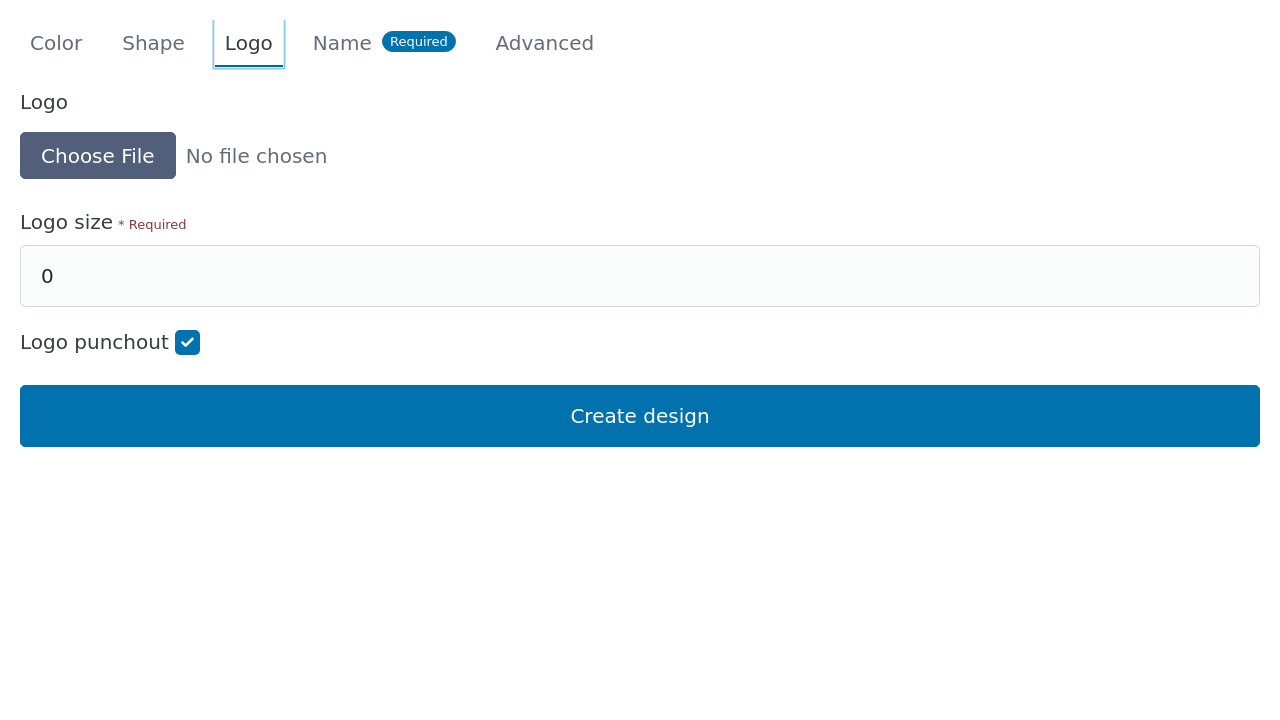 Color Shape Logo Name Required Advanced
Logo
Choose File No file chosen
Logo size * Required
0
Logo punchout
Create design